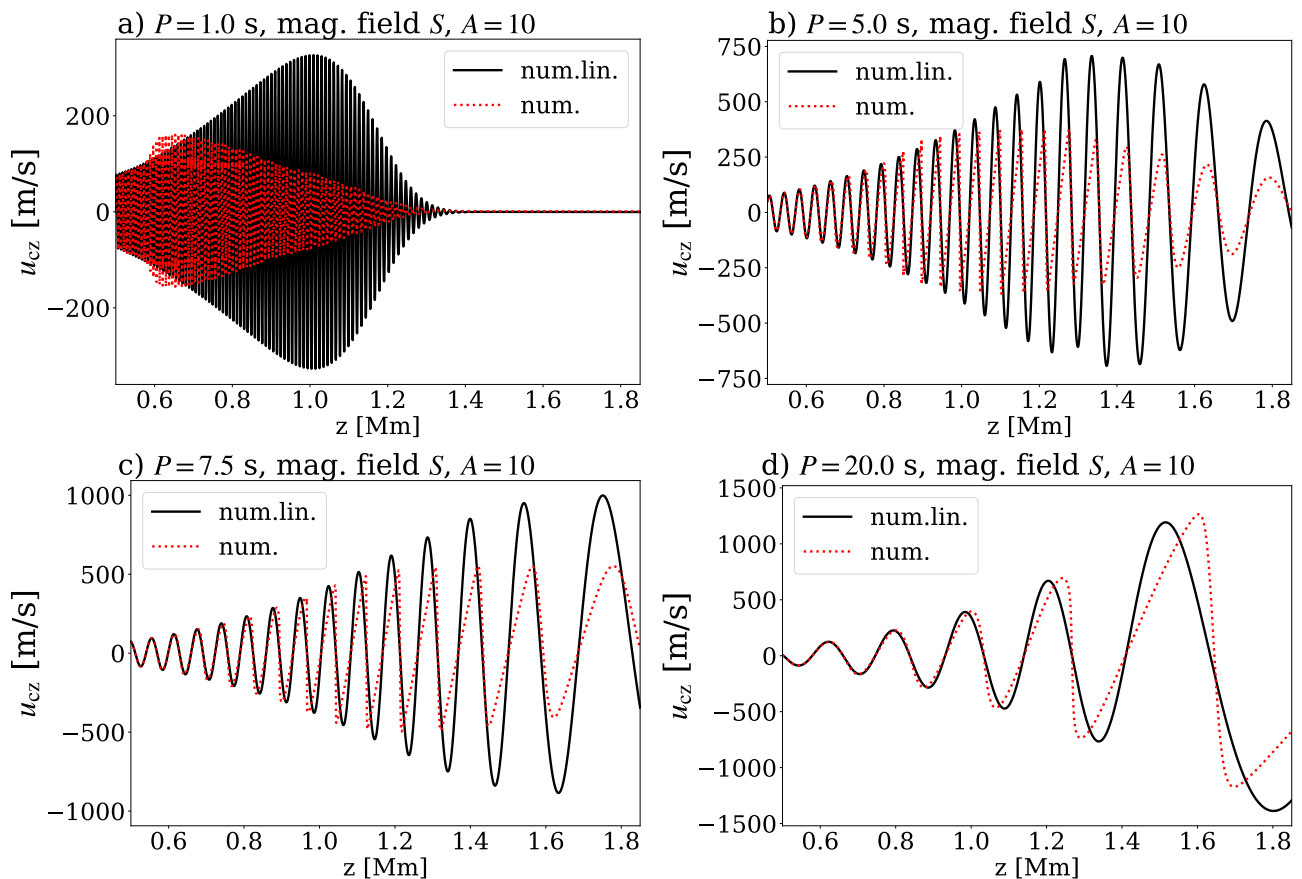 a) P=1.0 s, mag. field S, A=10
num.lin.
num.
200
0
−200
u_cz [m/s]
0.6 0.8 1.0 1.2 1.4 1.6 1.8
z [Mm]
b) P=5.0 s, mag. field S, A=10
num.lin.
num.
750
500
250
0
−250
−500
−750
u_cz [m/s]
0.6 0.8 1.0 1.2 1.4 1.6 1.8
z [Mm]
c) P=7.5 s, mag. field S, A=10
num.lin.
num.
1000
500
0
−500
−1000
u_cz [m/s]
0.6 0.8 1.0 1.2 1.4 1.6 1.8
z [Mm]
d) P=20.0 s, mag. field S, A=10
num.lin.
num.
1500
1000
500
0
−500
−1000
−1500
u_cz [m/s]
0.6 0.8 1.0 1.2 1.4 1.6 1.8
z [Mm]